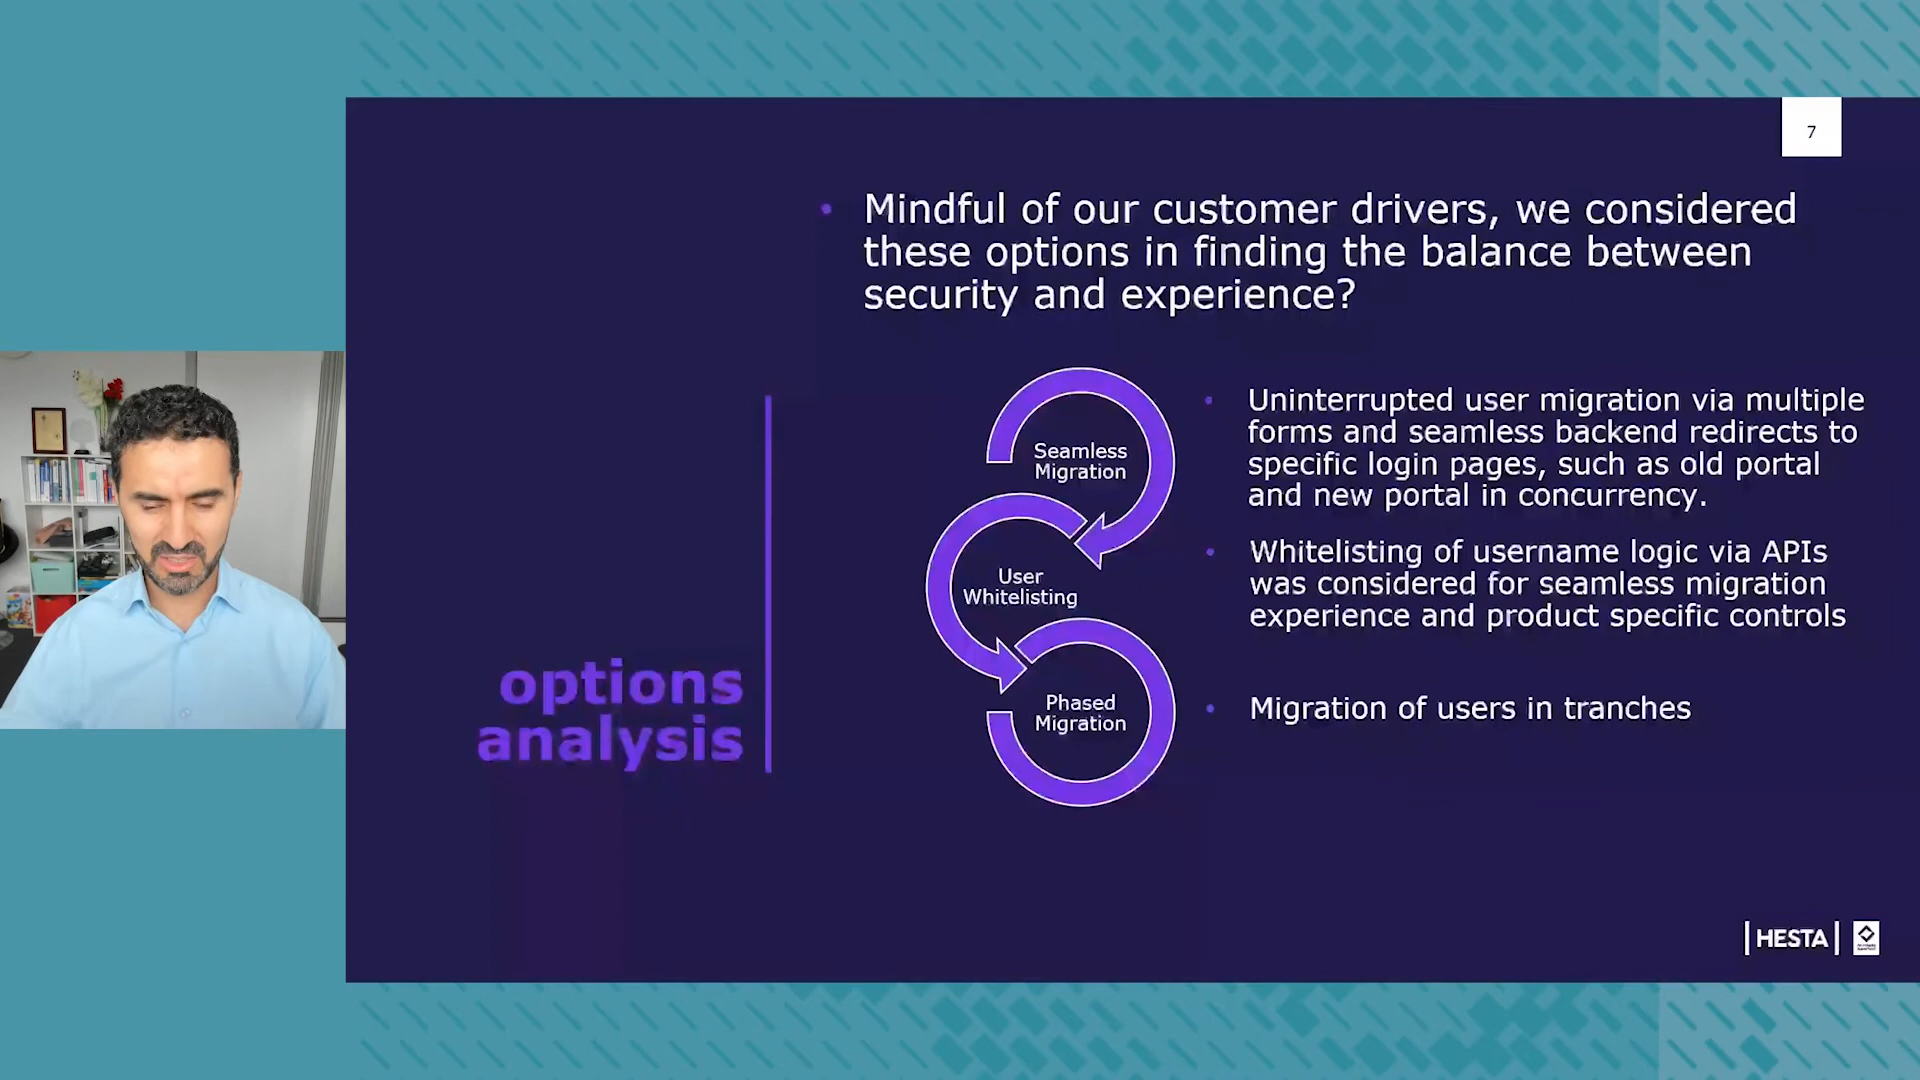 7
Mindful of our customer drivers, we considered
these options in finding the balance between
security and experience?
options
analysis
Seamless
Migration
Uninterrupted user migration via multiple
forms and seamless backend redirects to
specific login pages, such as old portal
and new portal in concurrency.
User
Whitelisting
Whitelisting of username logic via APIs
was considered for seamless migration
experience and product specific controls
Phased
Migration
Migration of users in tranches
HESTA